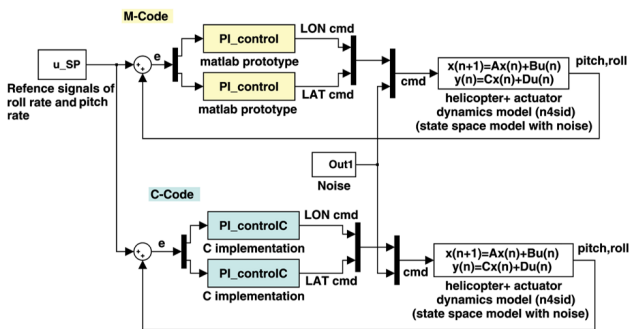 M-Code
u_SP
Refence signals of
roll rate and pitch
rate
e
PI_control
matlab prototype
PI_control
matlab prototype
LON cmd
LAT cmd
cmd
x(n+1)=Ax(n)+Bu(n)
y(n)=Cx(n)+Du(n)
helicopter+ actuator
dynamics model (n4sid)
(state space model with noise)
pitch,roll
Out1
Noise
C-Code
e
PI_controlC
C implementation
PI_controlC
C implementation
LON cmd
LAT cmd
cmd
x(n+1)=Ax(n)+Bu(n)
y(n)=Cx(n)+Du(n)
helicopter+ actuator
dynamics model (n4sid)
(state space model with noise)
pitch,roll